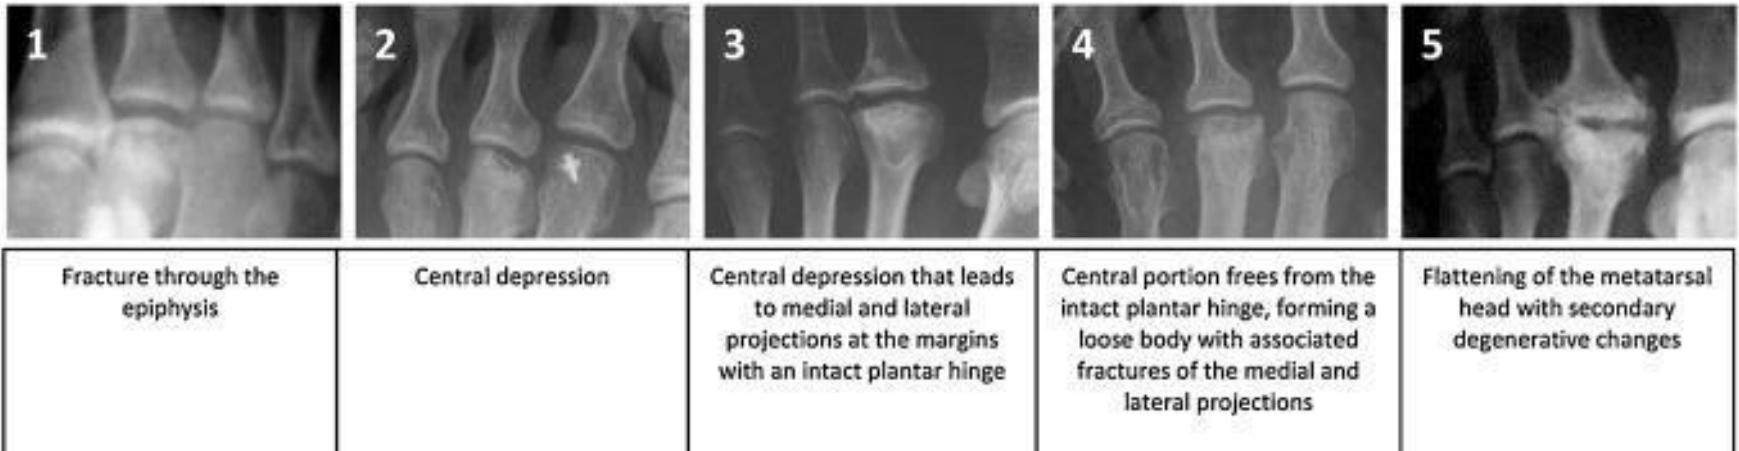 1
2
3
4
5
Fracture through the
epiphysis
Central depression
Central depression that leads
to medial and lateral
projections at the margins
with an intact plantar hinge
Central portion frees from the
intact plantar hinge, forming a
loose body with associated
fractures of the medial and
lateral projections
Flattening of the metatarsal
head with secondary
degenerative changes